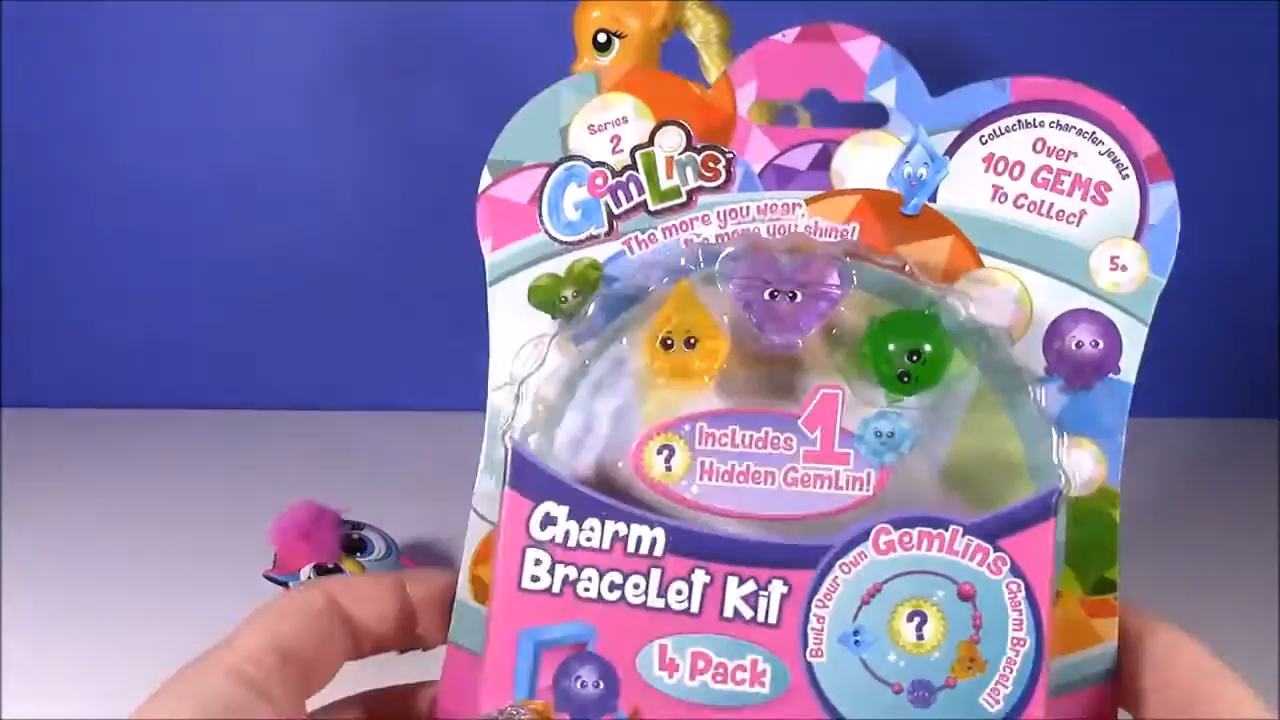 Series
2
GemLins
The more you wear,
the more you shine!
Collectible character jewels
Over
100 GEMS
To Collect
5+
?
Includes 1
Hidden GemLin!
Charm
Bracelet Kit
4 Pack
Build Your Own GemLins Charm Bracelet!
?